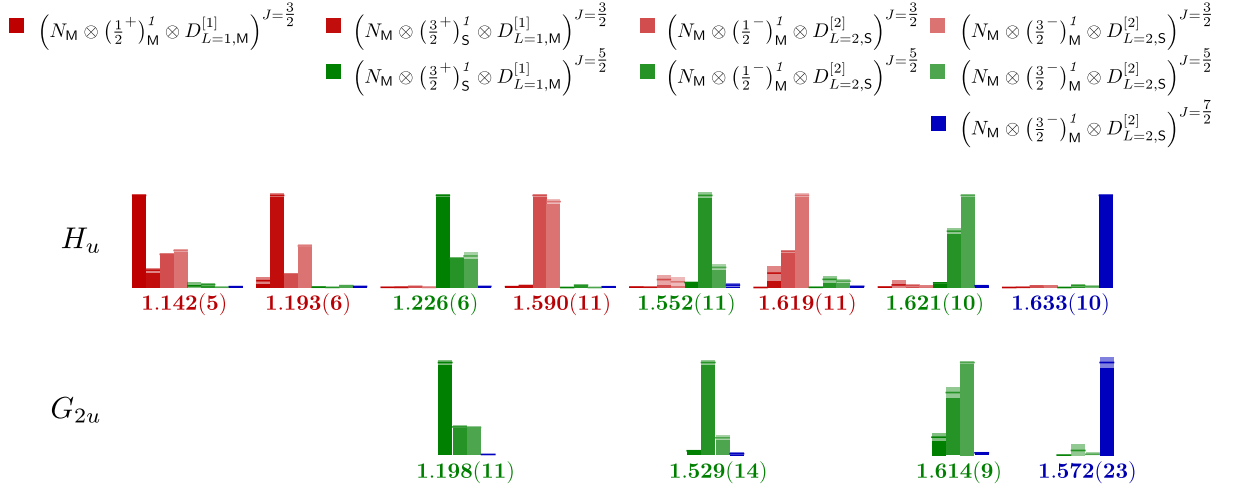 (N_M ⊗ (1/2^+)^1_M ⊗ D^[1]_{L=1,M})^{J=3/2} (N_M ⊗ (3/2^+)^1_S ⊗ D^[1]_{L=1,M})^{J=3/2} (N_M ⊗ (1/2^-)^1_M ⊗ D^[2]_{L=2,S})^{J=3/2} (N_M ⊗ (3/2^-)^1_M ⊗ D^[2]_{L=2,S})^{J=3/2}
(N_M ⊗ (3/2^+)^1_S ⊗ D^[1]_{L=1,M})^{J=5/2} (N_M ⊗ (1/2^-)^1_M ⊗ D^[2]_{L=2,S})^{J=5/2} (N_M ⊗ (3/2^-)^1_M ⊗ D^[2]_{L=2,S})^{J=5/2}
(N_M ⊗ (3/2^-)^1_M ⊗ D^[2]_{L=2,S})^{J=7/2}
H_u
1.142(5) 1.193(6) 1.226(6) 1.590(11) 1.552(11) 1.619(11) 1.621(10) 1.633(10)
G_{2u}
1.198(11) 1.529(14) 1.614(9) 1.572(23)